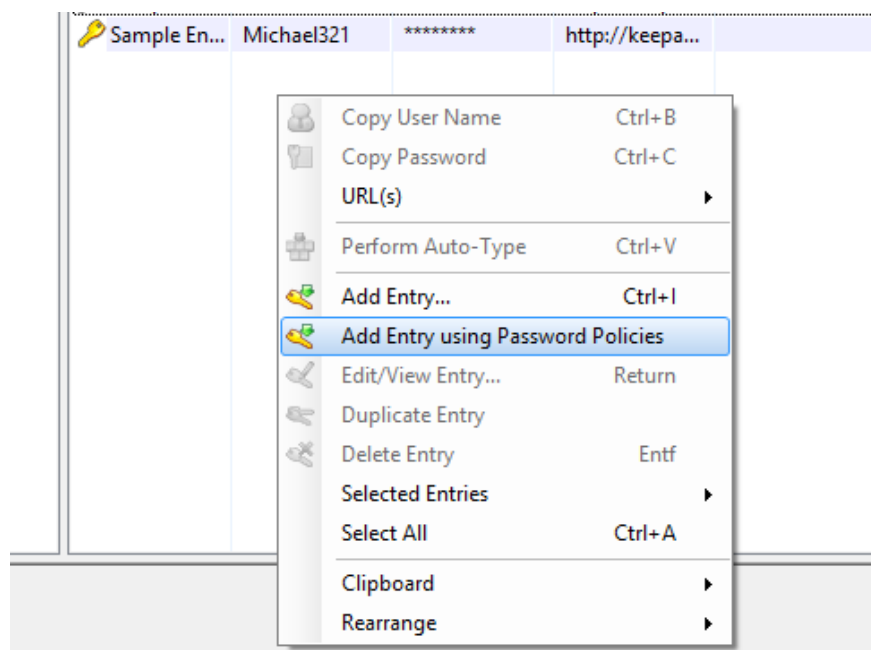 Sample En... Michael321 ******** http://keepa...
Copy User Name Ctrl+B
Copy Password Ctrl+C
URL(s)
Perform Auto-Type Ctrl+V
Add Entry... Ctrl+I
Add Entry using Password Policies
Edit/View Entry... Return
Duplicate Entry
Delete Entry Entf
Selected Entries
Select All Ctrl+A
Clipboard
Rearrange